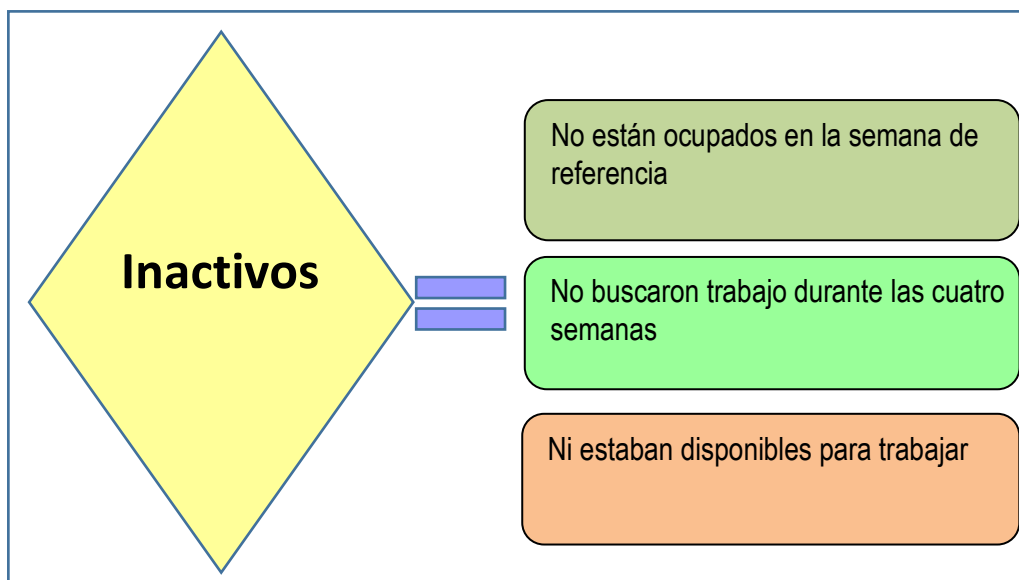 Inactivos
No están ocupados en la semana de
referencia
No buscaron trabajo durante las cuatro
semanas
Ni estaban disponibles para trabajar